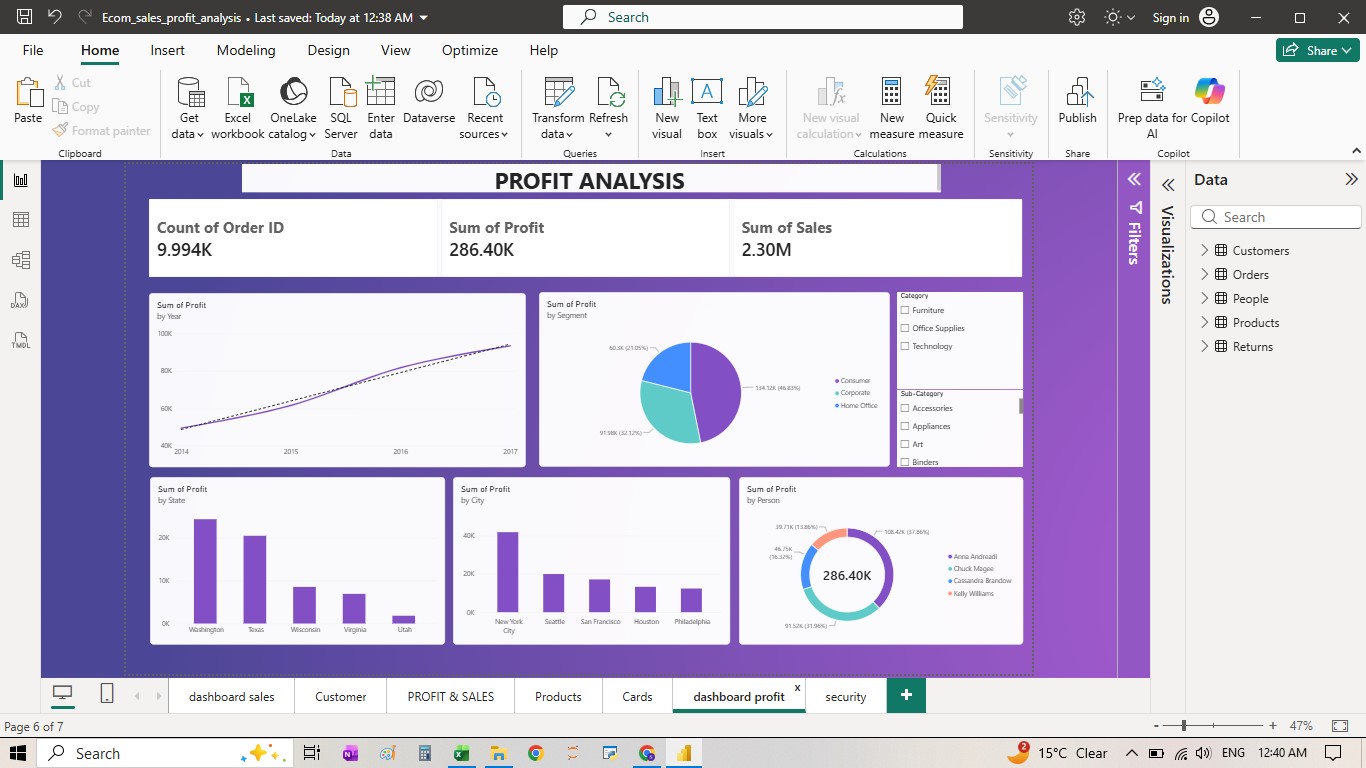 Ecom_sales_profit_analysis • Last saved: Today at 12:38 AM
Search
Sign in
File Home Insert Modeling Design View Optimize Help
Share
Paste
Cut
Copy
Format painter
Clipboard
Get data
Excel workbook
OneLake catalog
SQL Server
Enter data
Dataverse
Recent sources
Data
Transform data
Refresh
Queries
New visual
Text box
More visuals
Insert
New visual calculation
New measure
Quick measure
Calculations
Sensitivity
Sensitivity
Publish
Share
Prep data for AI
Copilot
Copilot
PROFIT ANALYSIS
Count of Order ID
9.994K
Sum of Profit
286.40K
Sum of Sales
2.30M
Sum of Profit
by Year
100K
80K
60K
40K
2014 2015 2016 2017
Sum of Profit
by Segment
60.3K (21.05%)
134.12K (46.83%)
91.98K (32.12%)
Consumer
Corporate
Home Office
Category
Furniture
Office Supplies
Technology
Sub-Category
Accessories
Appliances
Art
Binders
Sum of Profit
by State
20K
10K
0K
Washington Texas Wisconsin Virginia Utah
Sum of Profit
by City
40K
20K
0K
New York City Seattle San Francisco Houston Philadelphia
Sum of Profit
by Person
39.71K (13.86%)
108.42K (37.86%)
46.75K (16.32%)
286.40K
91.52K (31.96%)
Anna Andreadi
Chuck Magee
Cassandra Brandow
Kelly Williams
Filters
Visualizations
Data
Search
Customers
Orders
People
Products
Returns
DAX
TMDL
dashboard sales Customer PROFIT & SALES Products Cards dashboard profit x security +
Page 6 of 7
- + 47%
Search
2
15°C Clear
ENG
12:40 AM